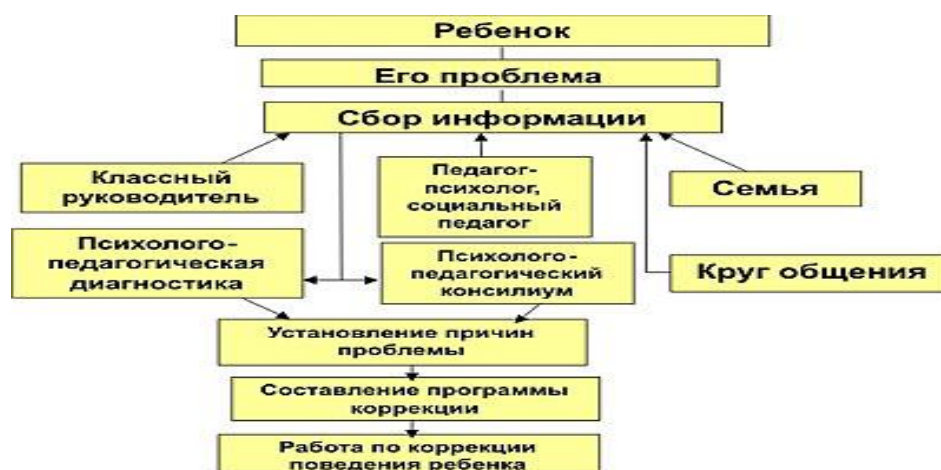 Ребенок
Его проблема
Сбор информации
Классный
руководитель
Педагог-
психолог,
социальный
педагог
Семья
Психолого-
педагогическая
диагностика
Психолого-
педагогический
консилиум
Круг общения
Установление причин
проблемы
Составление программы
коррекции
Работа по коррекции
поведения ребенка